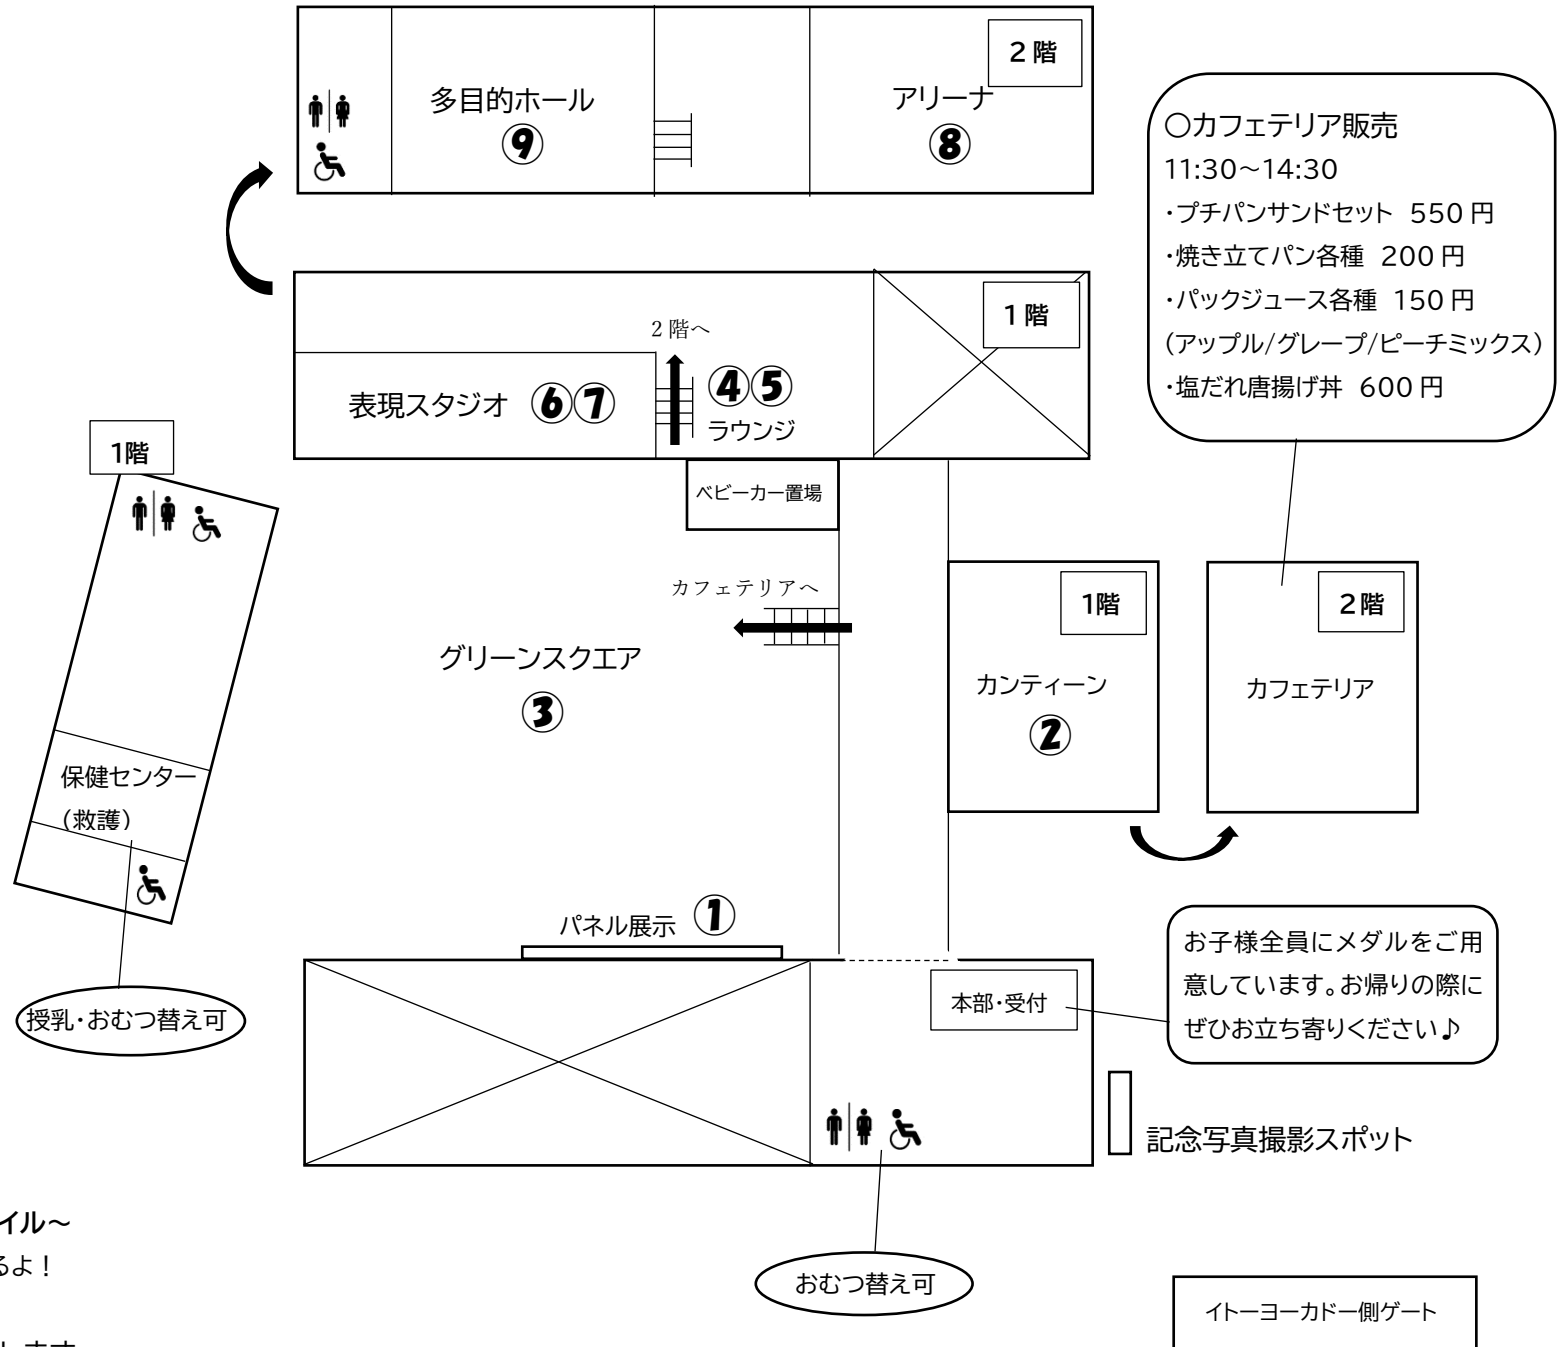 2階
多目的ホール
⑨
アリーナ
⑧
○カフェテリア販売
11:30～14:30
・プチパンサンドセット 550円
・焼き立てパン各種 200円
・パックジュース各種 150円
(アップル/グレープ/ピーチミックス)
・塩だれ唐揚げ丼 600円
1階
2階へ
表現スタジオ ⑥⑦
④⑤
ラウンジ
ベビーカー置場
1階
保健センター
(救護)
授乳・おむつ替え可
カフェテリアへ
グリーンスクエア
③
1階
カンティーン
②
2階
カフェテリア
パネル展示 ①
本部・受付
お子様全員にメダルをご用
意しています。お帰りの際に
ぜひお立ち寄りください♪
記念写真撮影スポット
おむつ替え可
イトーヨーカドー側ゲート
イル～
るよ！